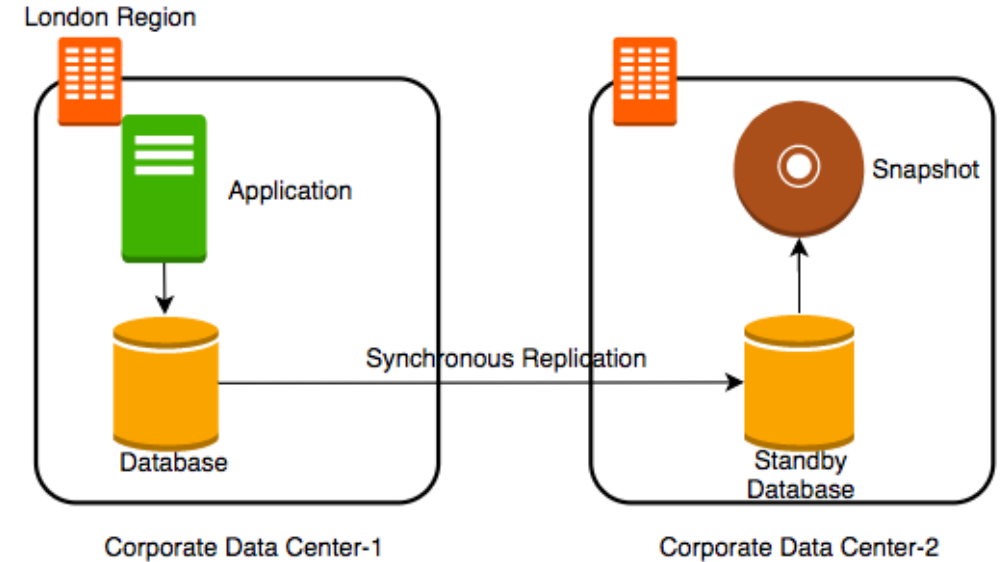 London Region
Application
Snapshot
Synchronous Replication
Database
Standby
Database
Corporate Data Center-1
Corporate Data Center-2